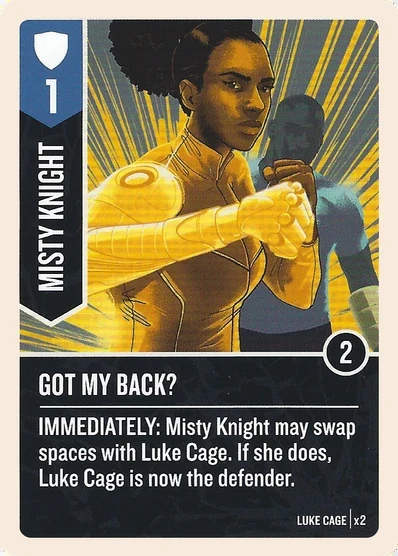 1
MISTY KNIGHT
2
GOT MY BACK?
IMMEDIATELY: Misty Knight may swap
spaces with Luke Cage. If she does,
Luke Cage is now the defender.
LUKE CAGE | x2